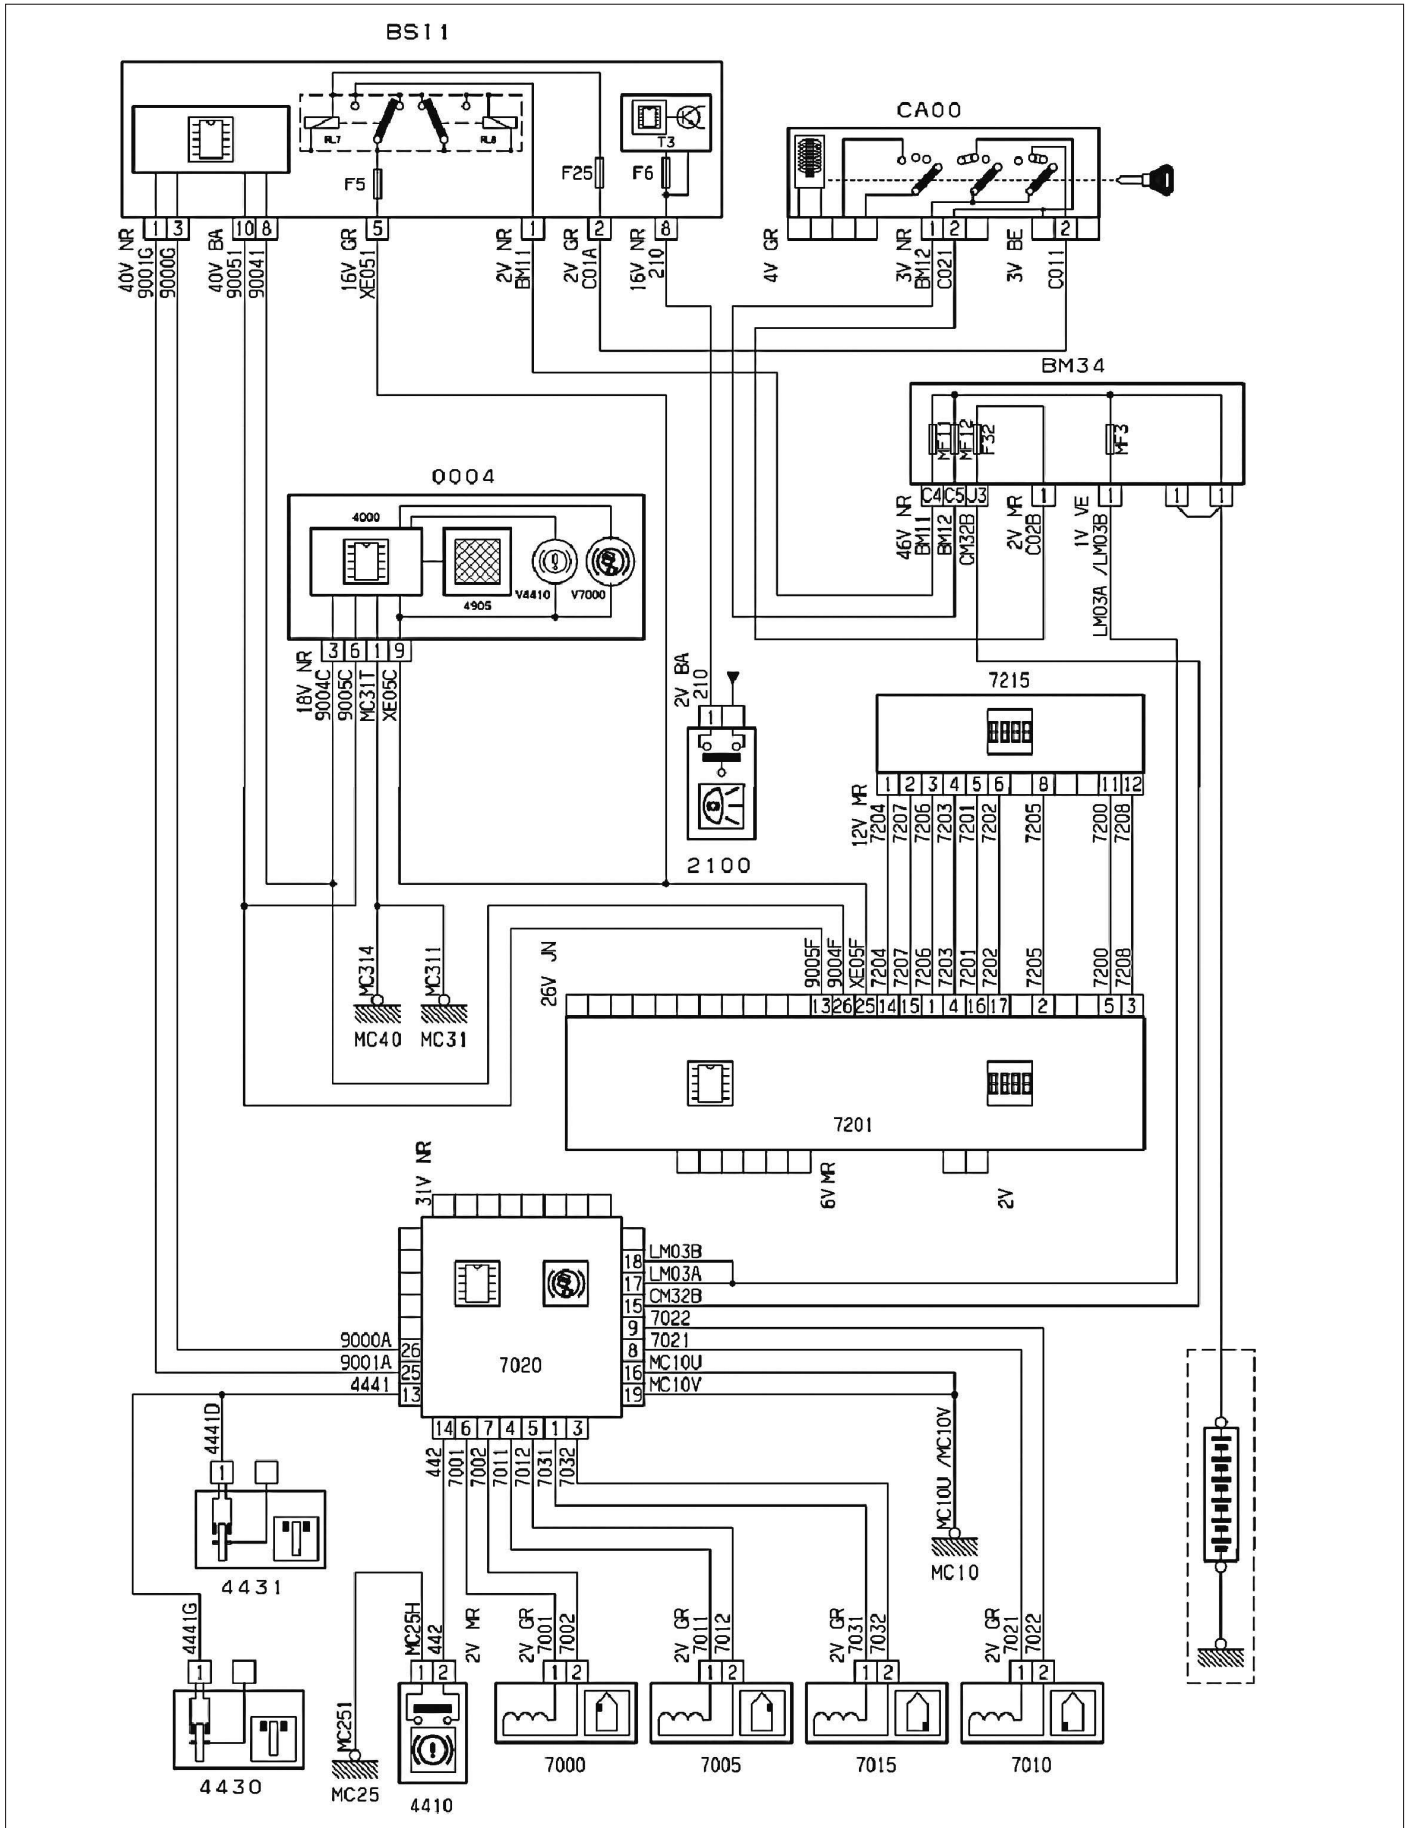 BSI1
CA00
RL7
RL8
T3
F5
F25
F6
1 3 10 8 5 1 2 8
40V NR
9001G
9000G
40V BA
90051
90041
16V GR
XE051
2V NR
BM11
2V GR
C01A
16V NR
210
4V GR
1 2 2
3V NR
BM12
C021
3V BE
C011
BM34
MF11
MF12
F32
MF3
C4 C5 J3 1 1 1 1
46V NR
BM11
BM12
CM32B
2V MR
C02B
1V VE
LM03A /LM03B
0004
4000
4905
V4410
V7000
3 6 1 9
18V NR
9004C
9005C
MC31T
XE05C
2V BA
210
1
2100
7215
1 2 3 4 5 6 8 11 12
12V MR
7204
7207
7206
7203
7201
7202
7205
7200
7208
MC314
MC311
MC40
MC31
26V JN
9005F
9004F
XE05F
7204
7207
7206
7203
7201
7202
7205
7200
7208
13 26 25 14 15 1 4 16 17 2 5 3
7201
6V MR
2V
31V NR
18 LM03B
17 LM03A
15 CM32B
9 7022
8 7021
16 MC10U
19 MC10V
9000A 26
9001A 25
4441 13
7020
14 6 7 4 5 1 3
442
7001
7002
7011
7012
7031
7032
4441D
1
4431
4441G
1
4430
MC10U /MC10V
MC10
MC251
MC25
MC25H
442
2V MR
1 2
4410
2V GR
7001
7002
1 2
7000
2V GR
7011
7012
1 2
7005
2V GR
7031
7032
1 2
7015
2V GR
7021
7022
1 2
7010